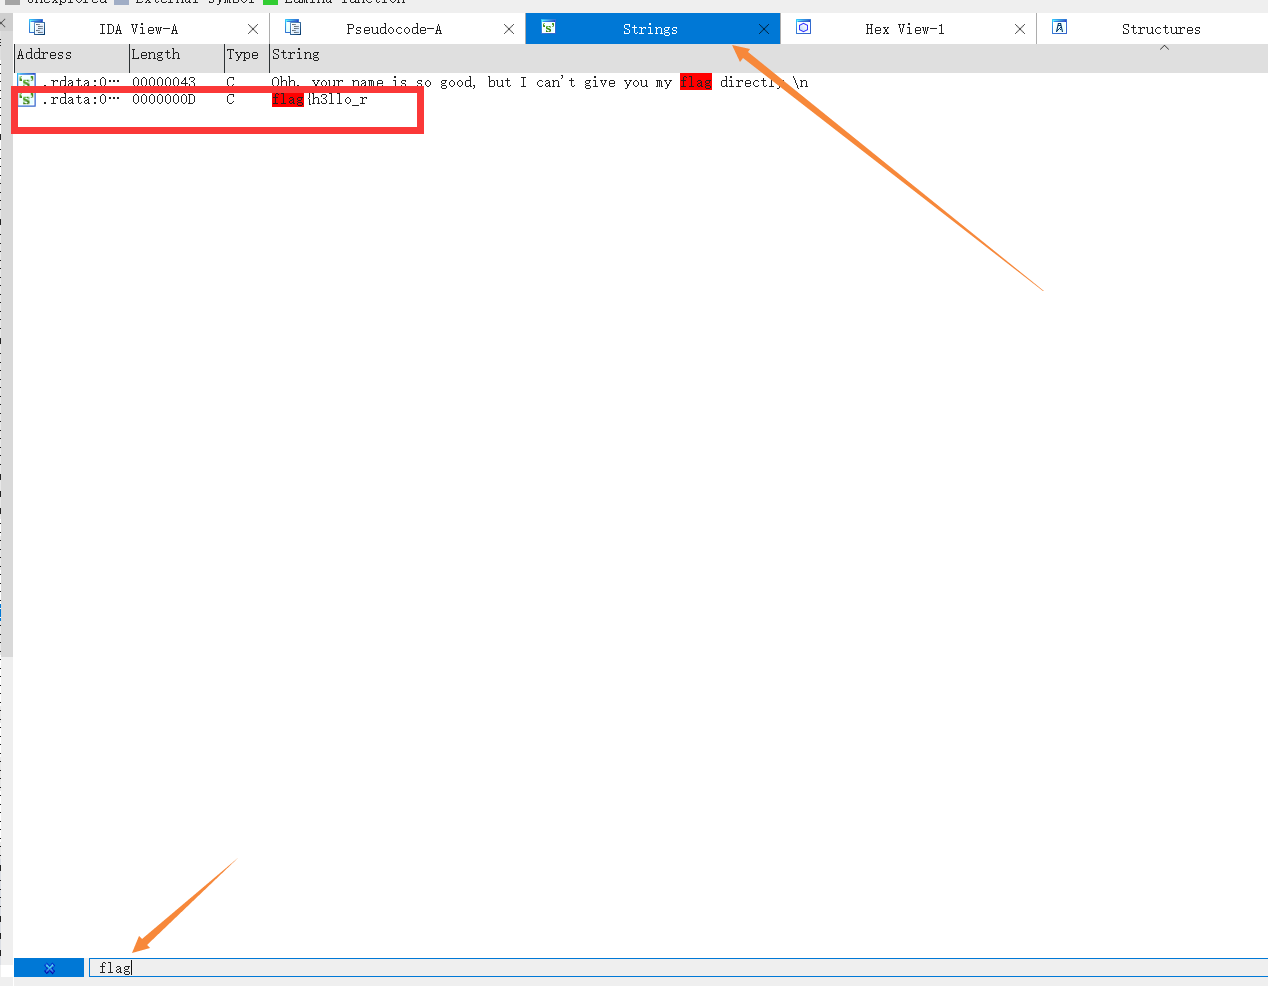 Unexplored External symbol Lumina function
IDA View-A Pseudocode-A Strings Hex View-1 Structures
Address Length Type String
.rdata:0… 00000043 C Ohh, your name is so good, but I can't give you my flag directly.\n
.rdata:0… 0000000D C flag{h3llo_r
flag